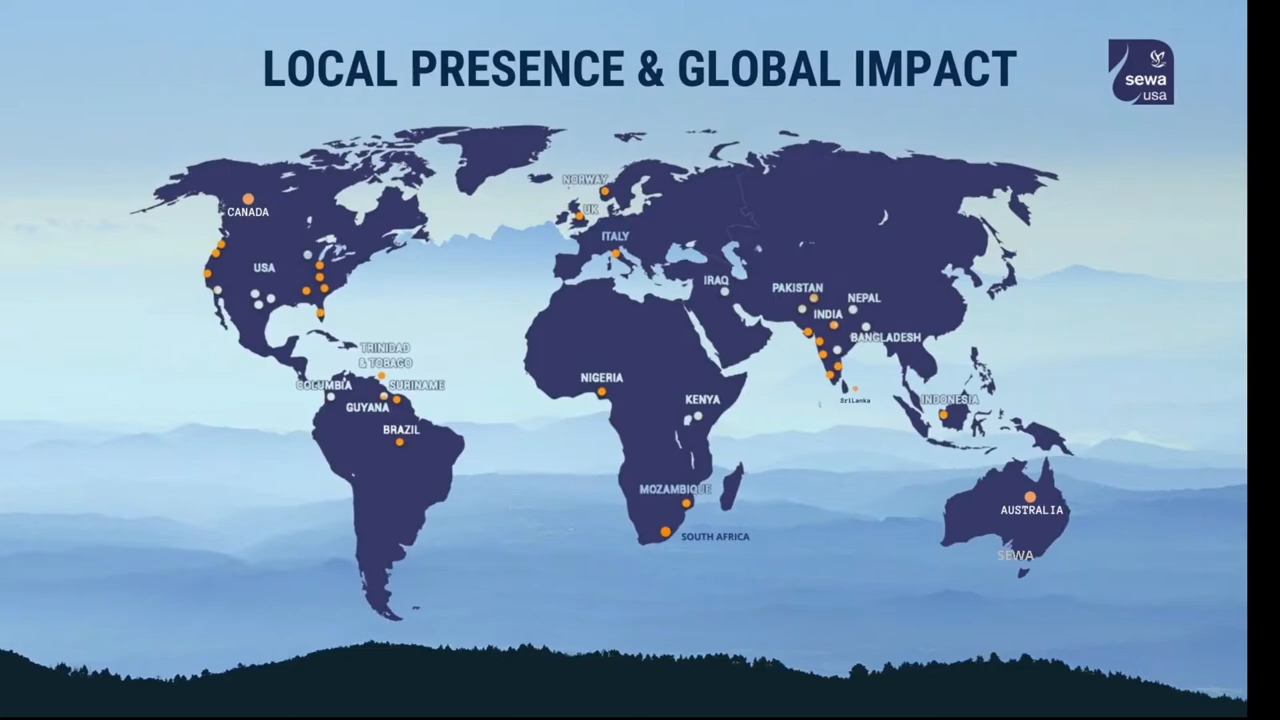 LOCAL PRESENCE & GLOBAL IMPACT
sewa
usa
NORWAY
UK
CANADA
ITALY
USA
IRAQ
PAKISTAN
NEPAL
INDIA
BANGLADESH
TRINIDAD
& TOBAGO
COLUMBIA
SURINAME
GUYANA
NIGERIA
KENYA
SriLanka
INDONESIA
BRAZIL
MOZAMBIQUE
SOUTH AFRICA
AUSTRALIA
SEWA